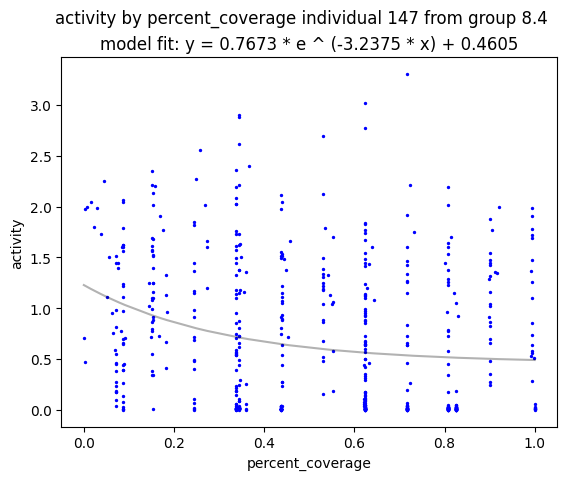 activity by percent_coverage individual 147 from group 8.4
model fit: y = 0.7673 * e ^ (-3.2375 * x) + 0.4605
3.0
2.5
2.0
1.5
1.0
0.5
0.0
activity
0.0 0.2 0.4 0.6 0.8 1.0
percent_coverage